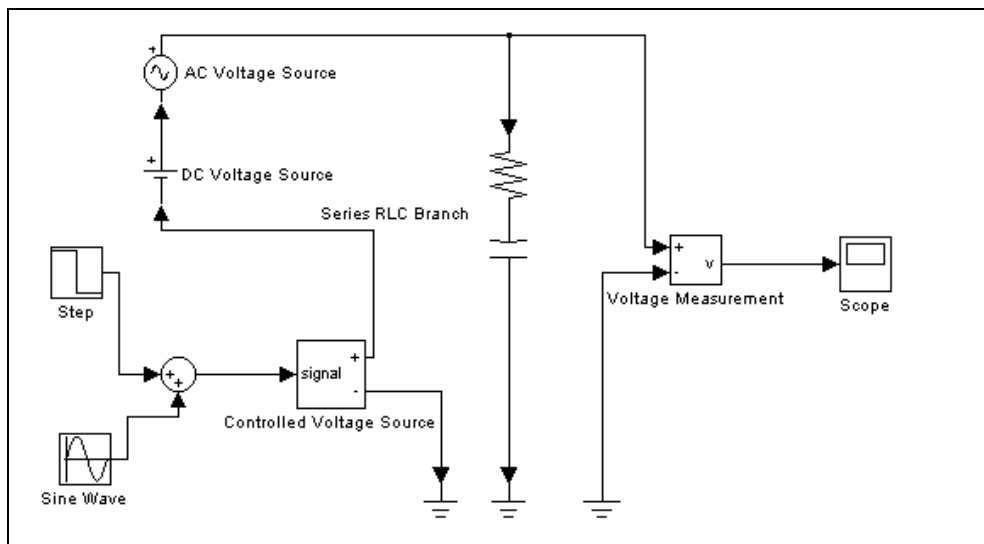 AC Voltage Source
DC Voltage Source
Series RLC Branch
Step
v
Voltage Measurement
Scope
signal
Controlled Voltage Source
Sine Wave